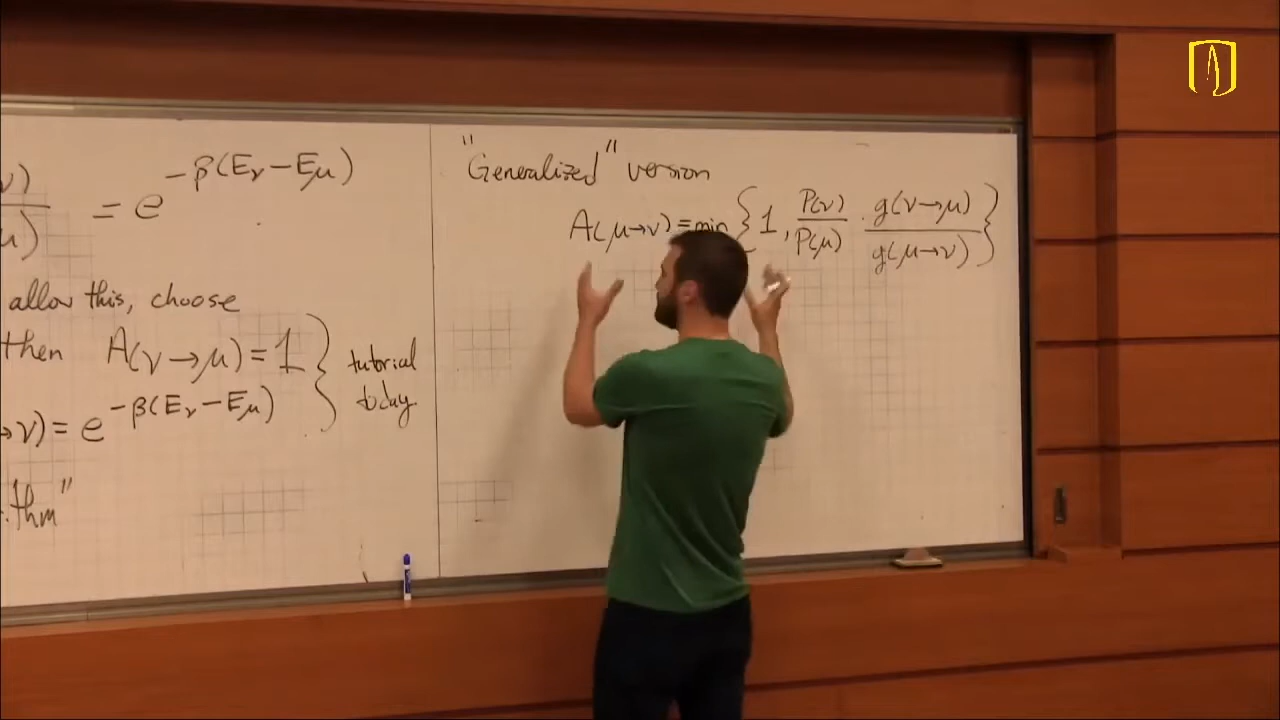 ν)
μ)
= e^{-β(E_ν - E_μ)}
allow this, choose
then A(ν→μ) = 1
→ν) = e^{-β(E_ν - E_μ)}
tutorial
today
thm"
"Generalized" version
A(μ→ν) = min { 1, P(ν)/P(μ) · g(ν→μ)/g(μ→ν) }